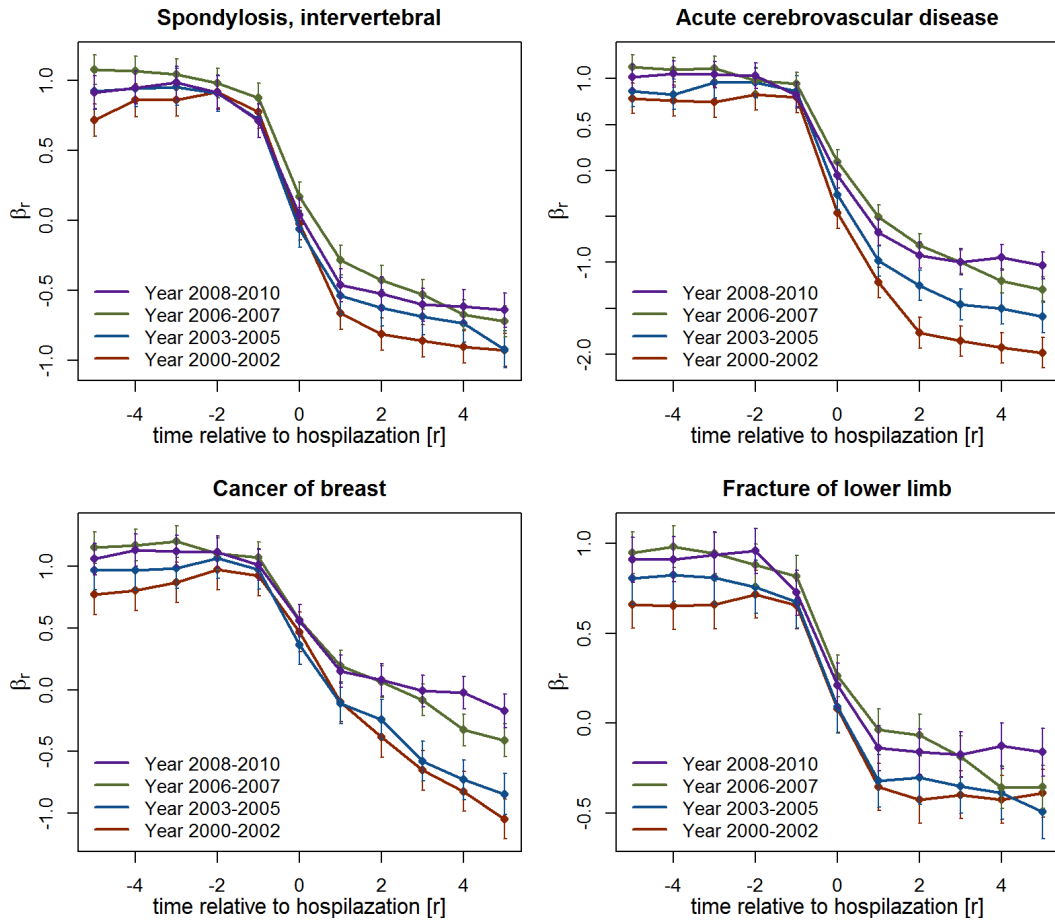 Spondylosis, intervertebral
1.0
0.5
0.0
-0.5
-1.0
βr
Year 2008-2010
Year 2006-2007
Year 2003-2005
Year 2000-2002
-4 -2 0 2 4
time relative to hospilazation [r]
Acute cerebrovascular disease
1.0
0.0
-1.0
-2.0
βr
Year 2008-2010
Year 2006-2007
Year 2003-2005
Year 2000-2002
-4 -2 0 2 4
time relative to hospilazation [r]
Cancer of breast
1.0
0.5
0.0
-0.5
-1.0
βr
Year 2008-2010
Year 2006-2007
Year 2003-2005
Year 2000-2002
-4 -2 0 2 4
time relative to hospilazation [r]
Fracture of lower limb
1.0
0.5
0.0
-0.5
βr
Year 2008-2010
Year 2006-2007
Year 2003-2005
Year 2000-2002
-4 -2 0 2 4
time relative to hospilazation [r]